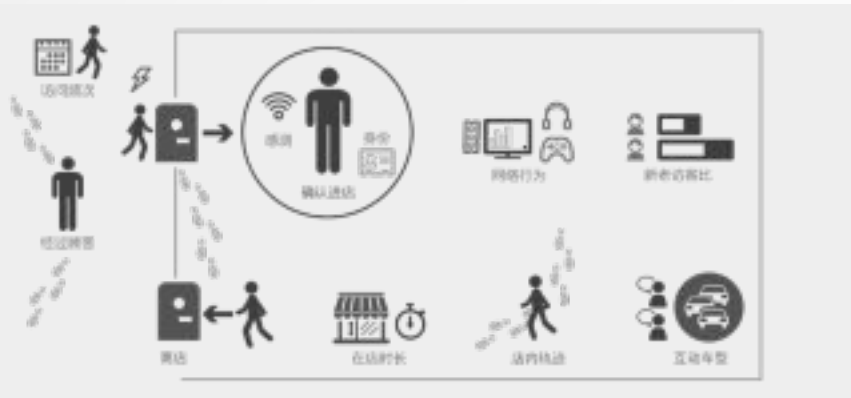 访问频次
经过顾客
感测
身份
确认进店
网络行为
新老访客比
离店
在店时长
店内轨迹
互动车型